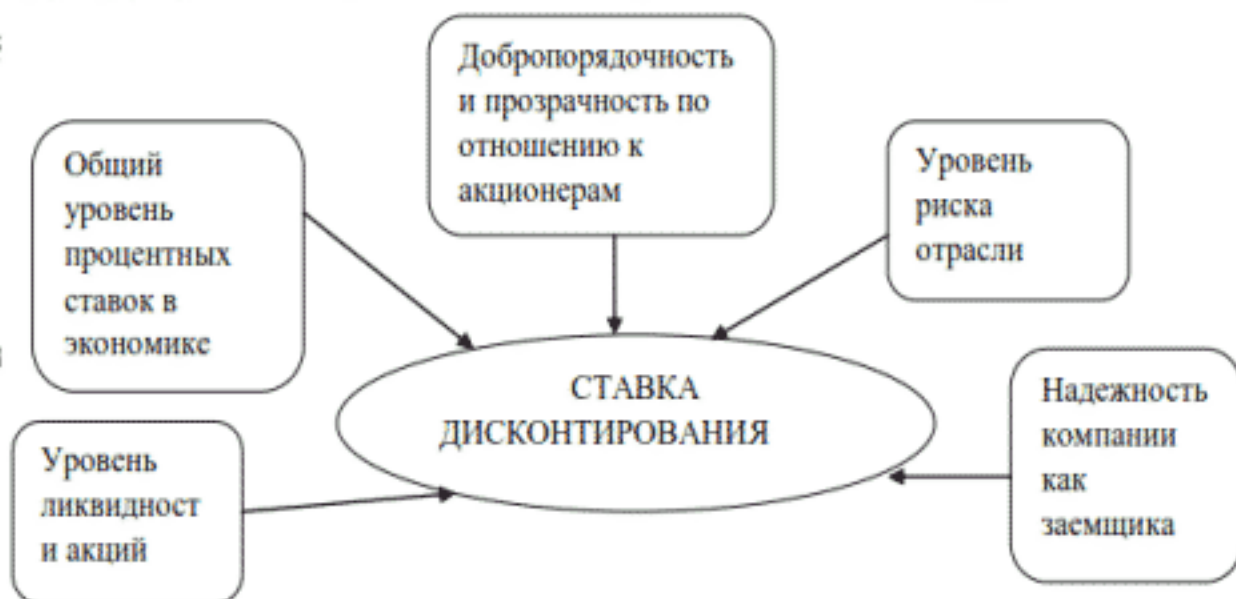 Добропорядочность
и прозрачность по
отношению к
акционерам
Общий
уровень
процентных
ставок в
экономике
Уровень
риска
отрасли
СТАВКА
ДИСКОНТИРОВАНИЯ
Уровень
ликвидност
и акций
Надежность
компании
как
заемщика